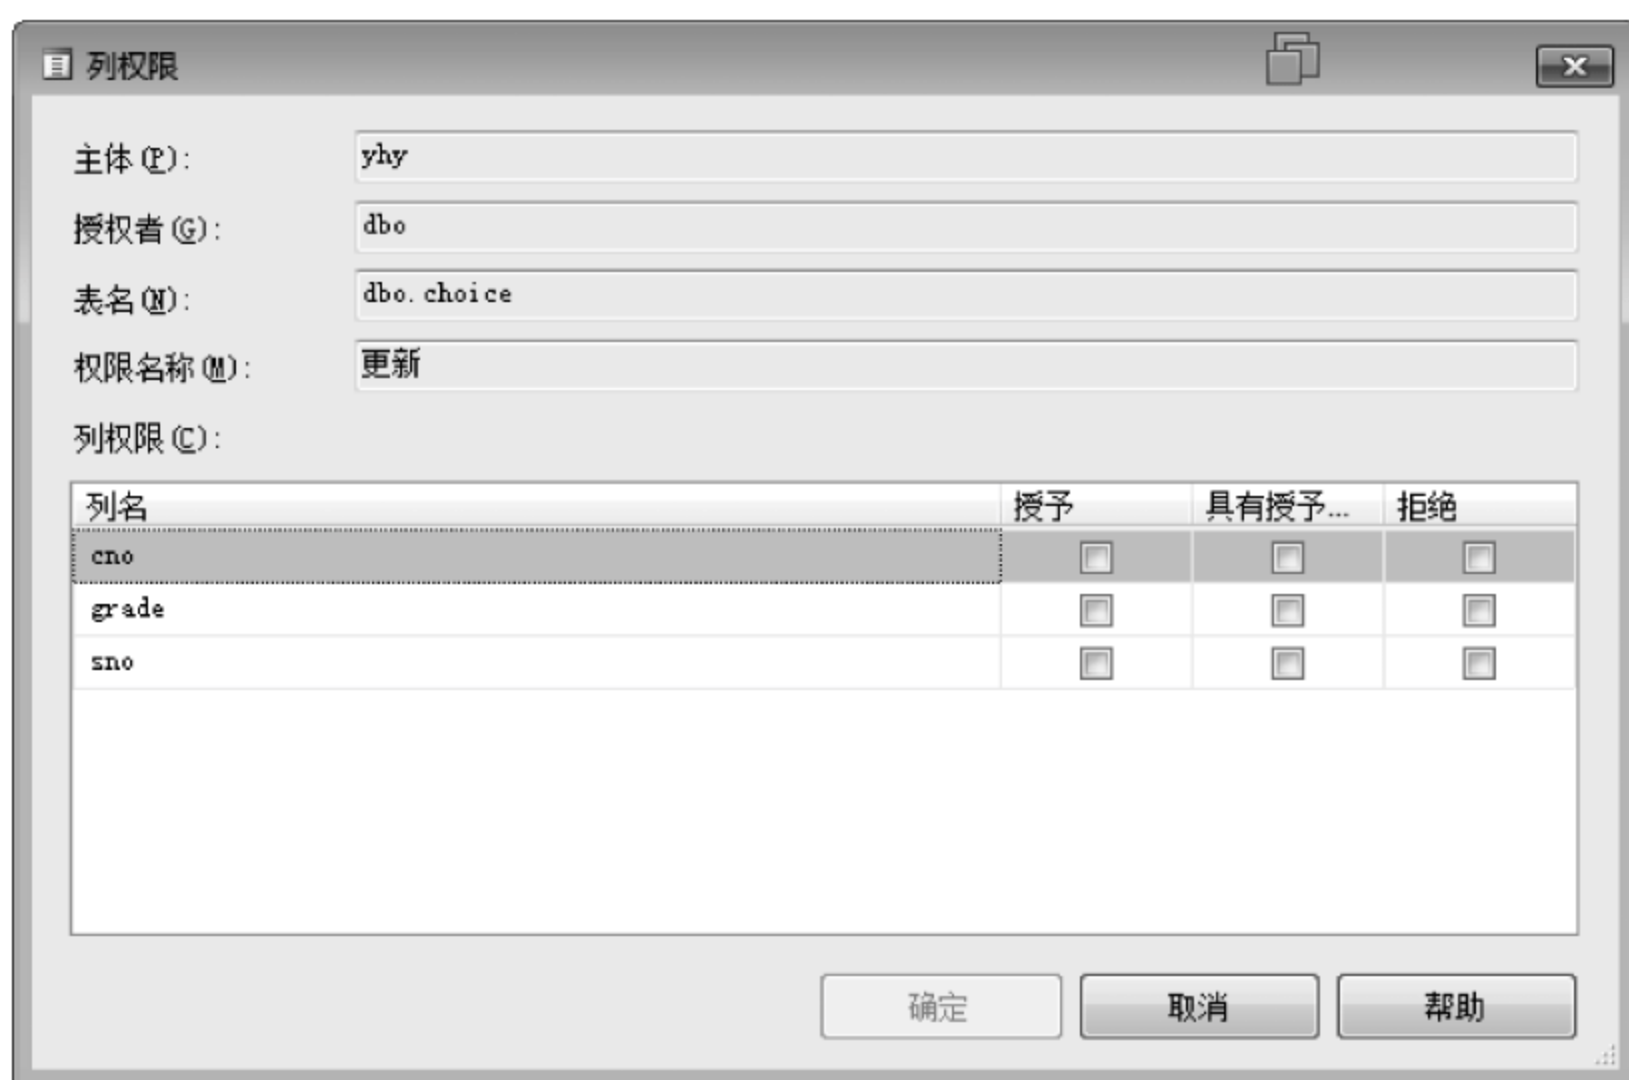 列权限
主体(P): yhy
授权者(G): dbo
表名(N): dbo.choice
权限名称(M): 更新
列权限(C):
列名 授予 具有授予... 拒绝
cno
grade
sno
确定 取消 帮助